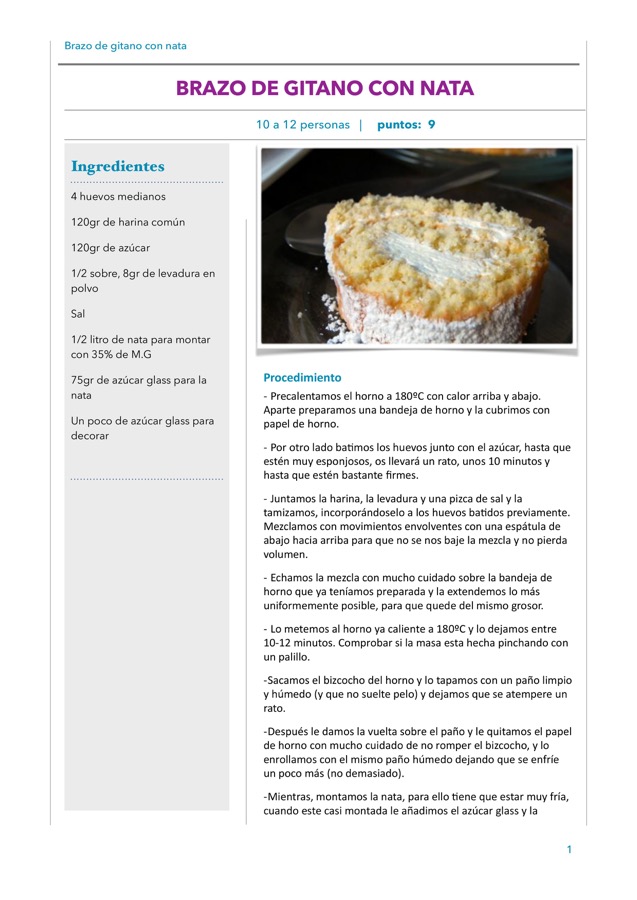 Brazo de gitano con nata
BRAZO DE GITANO CON NATA
10 a 12 personas | puntos: 9
Ingredientes
4 huevos medianos
120gr de harina común
120gr de azúcar
1/2 sobre, 8gr de levadura en
polvo
Sal
1/2 litro de nata para montar
con 35% de M.G
75gr de azúcar glass para la
nata
Un poco de azúcar glass para
decorar
Procedimiento
- Precalentamos el horno a 180ºC con calor arriba y abajo.
Aparte preparamos una bandeja de horno y la cubrimos con
papel de horno.
- Por otro lado batimos los huevos junto con el azúcar, hasta que
estén muy esponjosos, os llevará un rato, unos 10 minutos y
hasta que estén bastante firmes.
- Juntamos la harina, la levadura y una pizca de sal y la
tamizamos, incorporándoselo a los huevos batidos previamente.
Mezclamos con movimientos envolventes con una espátula de
abajo hacia arriba para que no se nos baje la mezcla y no pierda
volumen.
- Echamos la mezcla con mucho cuidado sobre la bandeja de
horno que ya teníamos preparada y la extendemos lo más
uniformemente posible, para que quede del mismo grosor.
- Lo metemos al horno ya caliente a 180ºC y lo dejamos entre
10-12 minutos. Comprobar si la masa esta hecha pinchando con
un palillo.
-Sacamos el bizcocho del horno y lo tapamos con un paño limpio
y húmedo (y que no suelte pelo) y dejamos que se atempere un
rato.
-Después le damos la vuelta sobre el paño y le quitamos el papel
de horno con mucho cuidado de no romper el bizcocho, y lo
enrollamos con el mismo paño húmedo dejando que se enfríe
un poco más (no demasiado).
-Mientras, montamos la nata, para ello tiene que estar muy fría,
cuando este casi montada le añadimos el azúcar glass y la
1